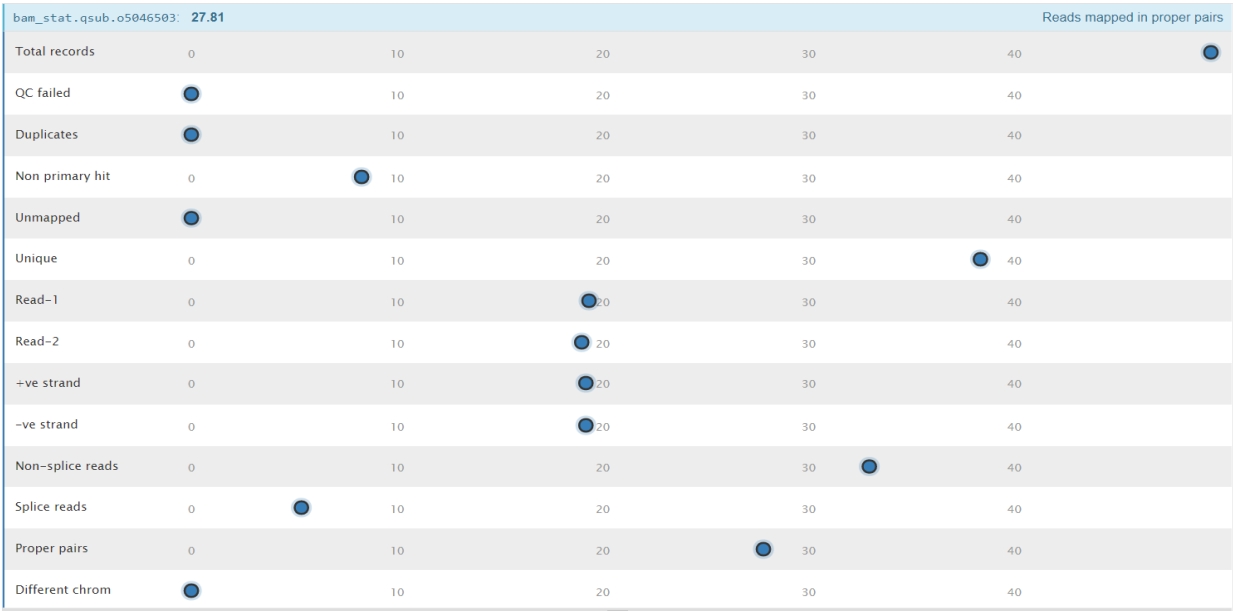 bam_stat.qsub.o5046503: 27.81 Reads mapped in proper pairs
Total records 0 10 20 30 40
QC failed 10 20 30 40
Duplicates 10 20 30 40
Non primary hit 0 10 20 30 40
Unmapped 10 20 30 40
Unique 0 10 20 30 40
Read-1 0 10 20 30 40
Read-2 0 10 20 30 40
+ve strand 0 10 20 30 40
-ve strand 0 10 20 30 40
Non-splice reads 0 10 20 30 40
Splice reads 0 10 20 30 40
Proper pairs 0 10 20 30 40
Different chrom 10 20 30 40